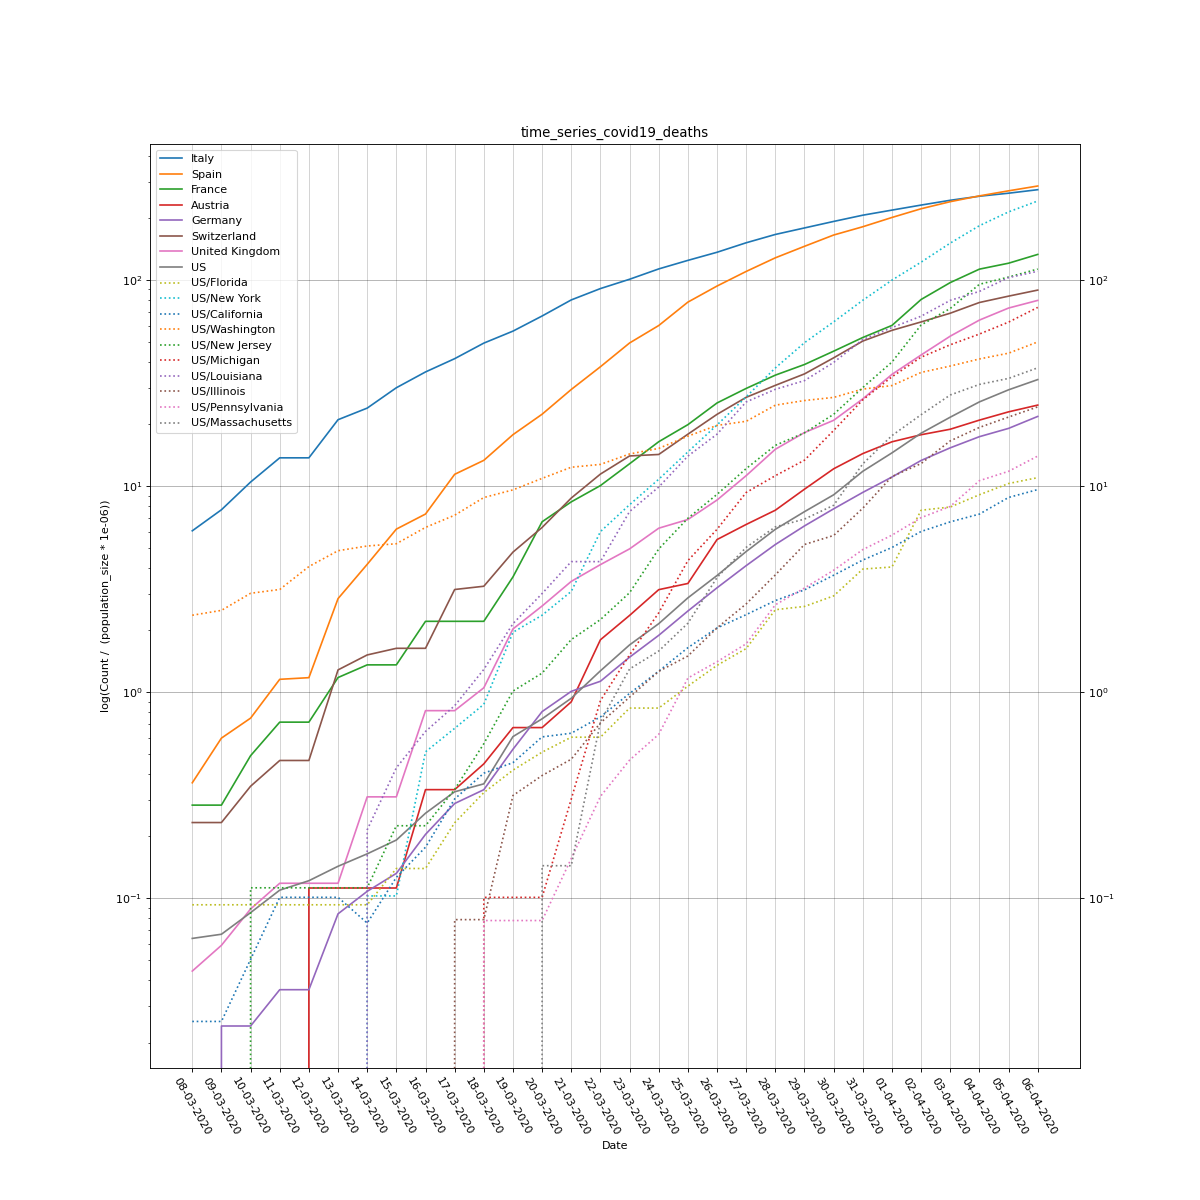 time_series_covid19_deaths
Italy
Spain
France
Austria
Germany
Switzerland
United Kingdom
US
US/Florida
US/New York
US/California
US/Washington
US/New Jersey
US/Michigan
US/Louisiana
US/Illinois
US/Pennsylvania
US/Massachusetts
log(Count / (population_size * 1e-06))
10²
10¹
10⁰
10⁻¹
10²
10¹
10⁰
10⁻¹
08-03-2020
09-03-2020
10-03-2020
11-03-2020
12-03-2020
13-03-2020
14-03-2020
15-03-2020
16-03-2020
17-03-2020
18-03-2020
19-03-2020
20-03-2020
21-03-2020
22-03-2020
23-03-2020
24-03-2020
25-03-2020
26-03-2020
27-03-2020
28-03-2020
29-03-2020
30-03-2020
31-03-2020
01-04-2020
02-04-2020
03-04-2020
04-04-2020
05-04-2020
06-04-2020
Date